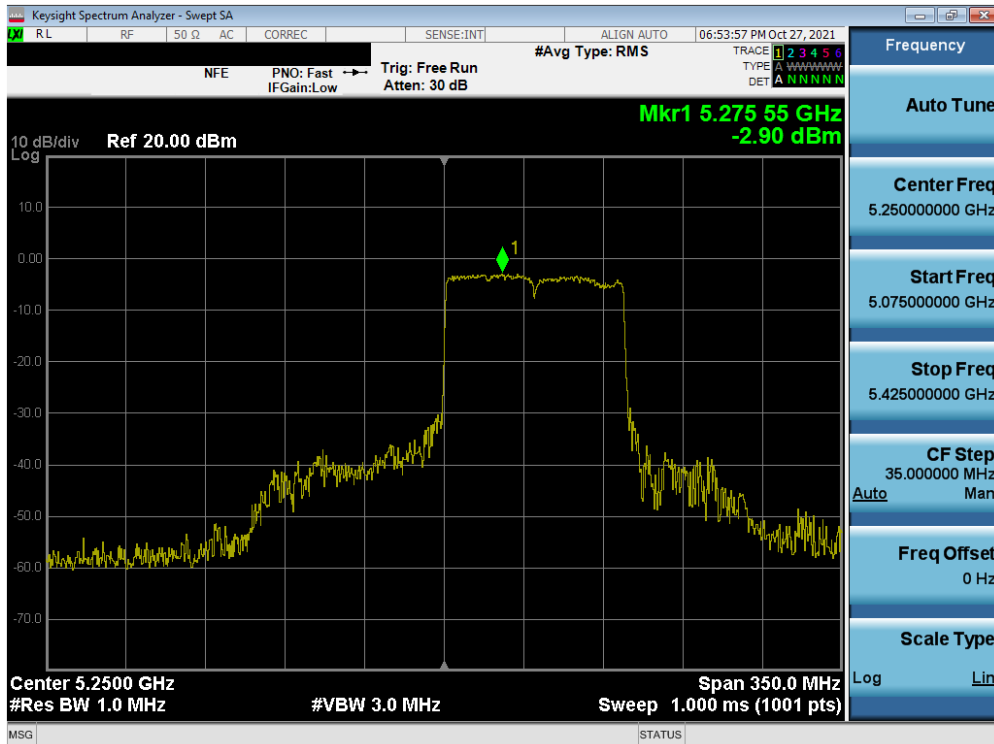 Keysight Spectrum Analyzer - Swept SA
LXI RL RF 50 Ω AC CORREC SENSE:INT ALIGN AUTO 06:53:57 PM Oct 27, 2021
NFE PNO: Fast Trig: Free Run #Avg Type: RMS TRACE 1 2 3 4 5 6
IFGain:Low Atten: 30 dB TYPE A WWWWW
DET A N N N N N
Mkr1 5.275 55 GHz
-2.90 dBm
10 dB/div Ref 20.00 dBm
Log
10.0
0.00
-10.0
-20.0
-30.0
-40.0
-50.0
-60.0
-70.0
1
Center 5.2500 GHz Span 350.0 MHz
#Res BW 1.0 MHz #VBW 3.0 MHz Sweep 1.000 ms (1001 pts)
MSG STATUS
Frequency
Auto Tune
Center Freq
5.250000000 GHz
Start Freq
5.075000000 GHz
Stop Freq
5.425000000 GHz
CF Step
35.000000 MHz
Auto Man
Freq Offset
0 Hz
Scale Type
Log Lin